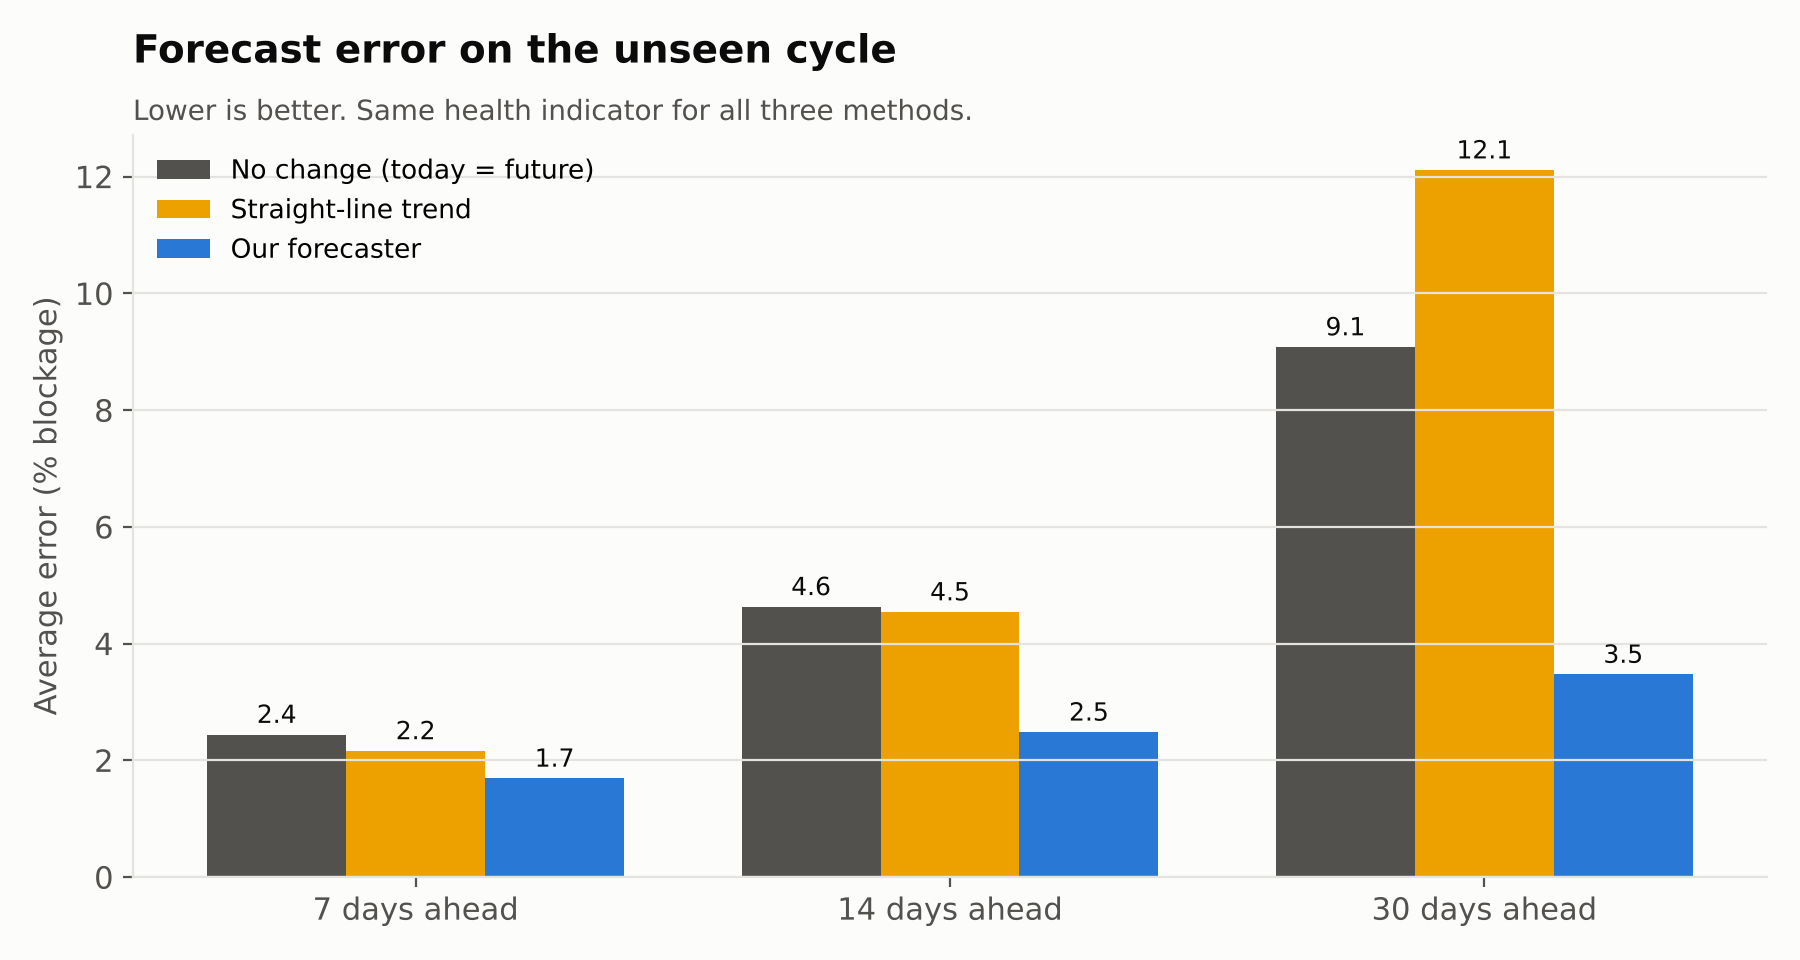 Forecast error on the unseen cycle
Lower is better. Same health indicator for all three methods.
No change (today = future)
Straight-line trend
Our forecaster
Average error (% blockage)
12
10
8
6
4
2
0
2.4
2.2
1.7
4.6
4.5
2.5
9.1
12.1
3.5
7 days ahead
14 days ahead
30 days ahead